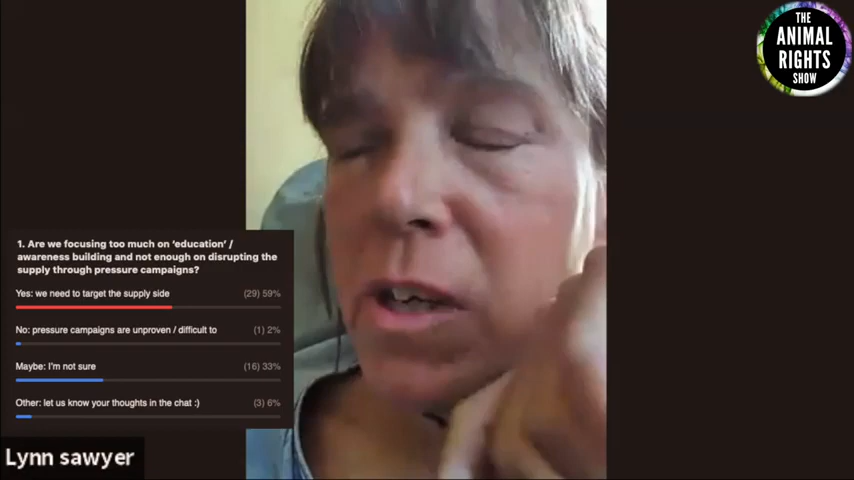 THE
ANIMAL
RIGHTS
SHOW
1. Are we focusing too much on ‘education’ /
awareness building and not enough on disrupting the
supply through pressure campaigns?
Yes: we need to target the supply side (29) 59%
No: pressure campaigns are unproven / difficult to (1) 2%
Maybe: I'm not sure (16) 33%
Other: let us know your thoughts in the chat :) (3) 6%
Lynn sawyer